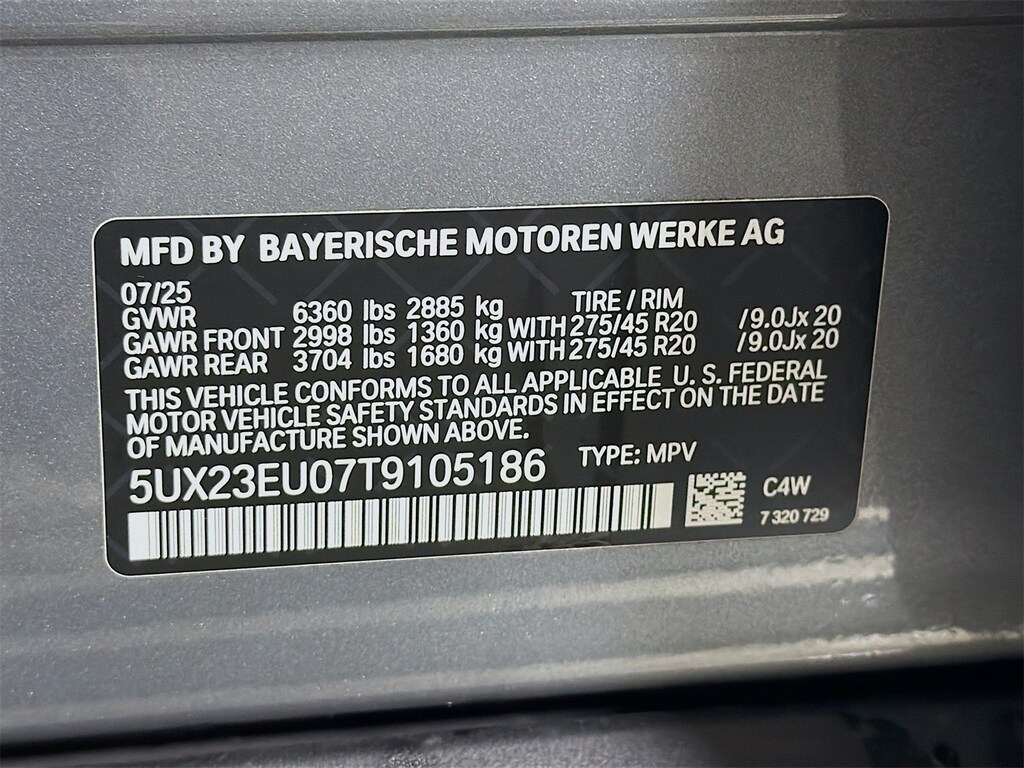 MFD BY BAYERISCHE MOTOREN WERKE AG
07/25 TIRE / RIM
GVWR 6360 lbs 2885 kg
GAWR FRONT 2998 lbs 1360 kg WITH 275/45 R20 /9.0Jx20
GAWR REAR 3704 lbs 1680 kg WITH 275/45 R20 /9.0Jx20
THIS VEHICLE CONFORMS TO ALL APPLICABLE U. S. FEDERAL
MOTOR VEHICLE SAFETY STANDARDS IN EFFECT ON THE DATE
OF MANUFACTURE SHOWN ABOVE.
5UX23EU07T9105186 TYPE: MPV
C4W
7 320 729